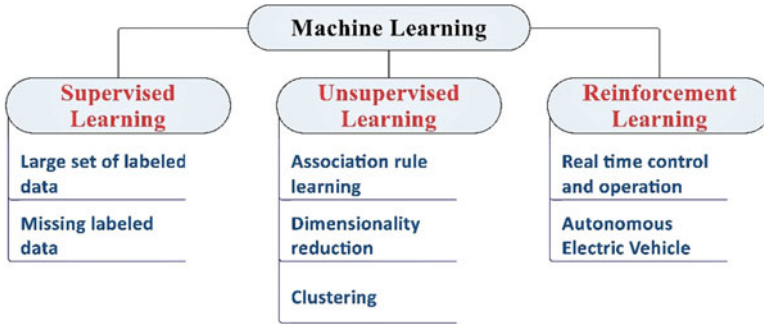 Machine Learning
Supervised
Learning
Large set of labeled
data
Missing labeled
data
Unsupervised
Learning
Association rule
learning
Dimensionality
reduction
Clustering
Reinforcement
Learning
Real time control
and operation
Autonomous
Electric Vehicle